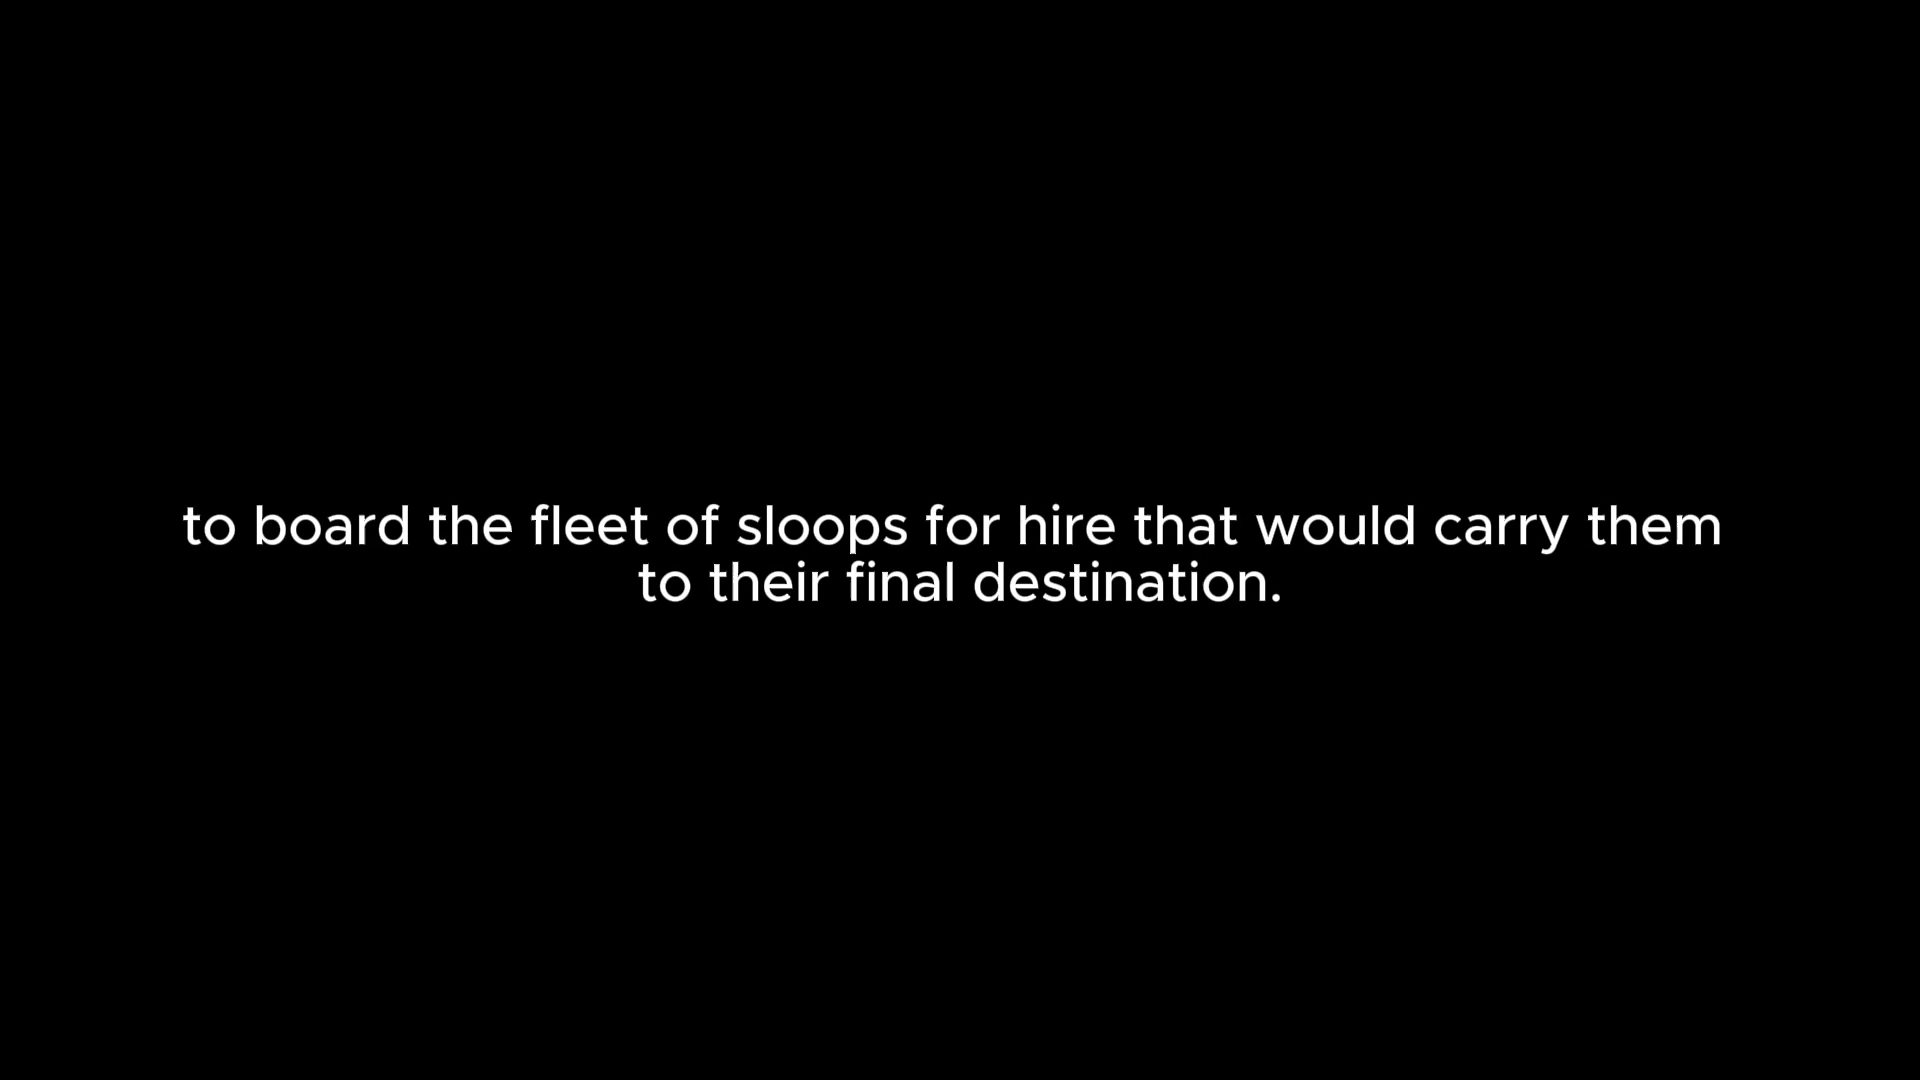 to board the fleet of sloops for hire that would carry them
to their final destination.